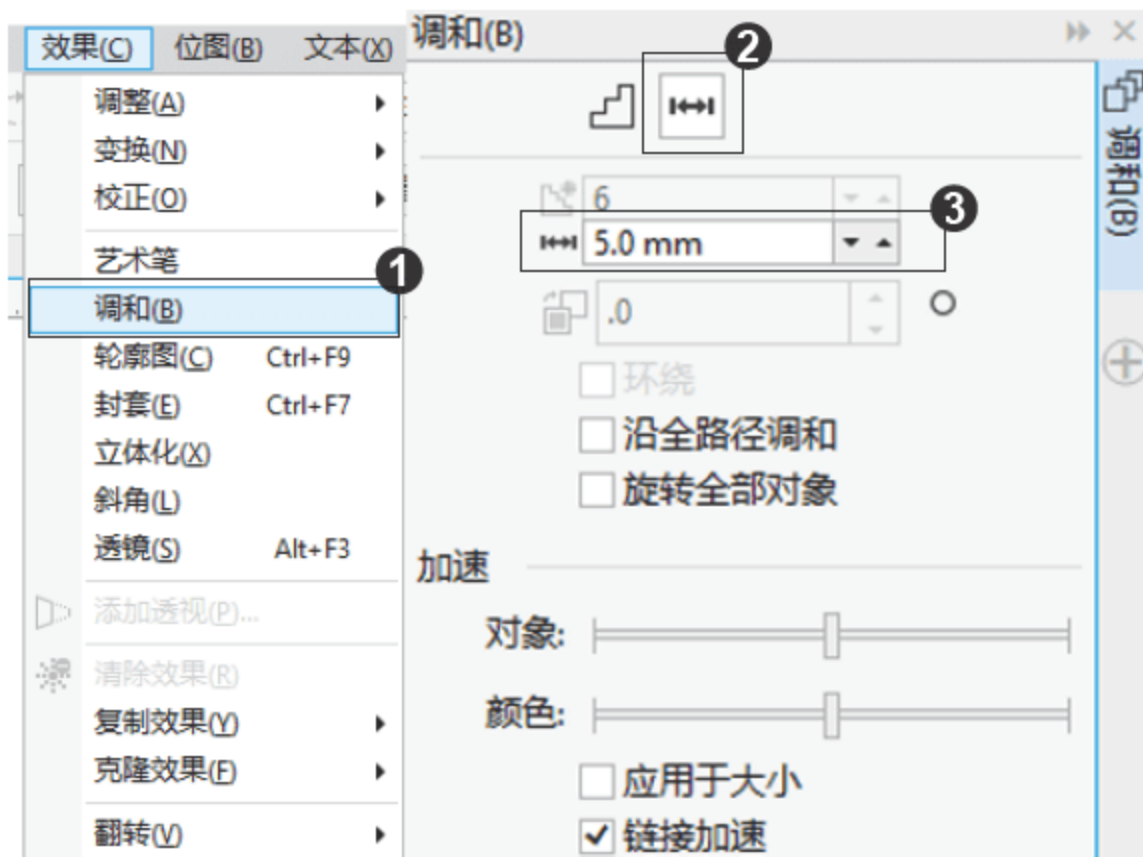 效果(C) 位图(B) 文本(X)
调整(A)
变换(N)
校正(O)
艺术笔
1
调和(B)
轮廓图(C) Ctrl+F9
封套(E) Ctrl+F7
立体化(X)
斜角(L)
透镜(S) Alt+F3
添加透视(P)...
清除效果(R)
复制效果(Y)
克隆效果(F)
翻转(V)
调和(B)
2
6
3
5.0 mm
.0
环绕
沿全路径调和
旋转全部对象
加速
对象:
颜色:
应用于大小
链接加速
调和(B)